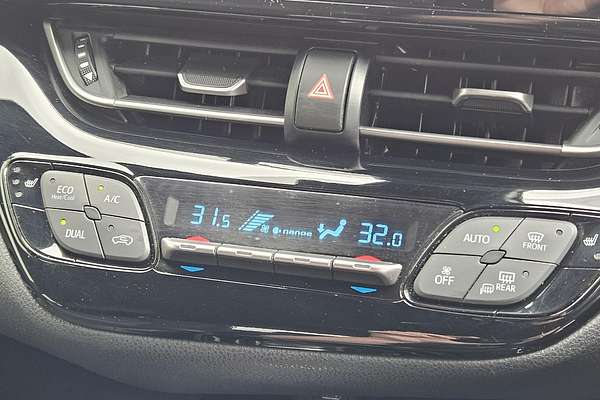 ECO
Heat/Cool
A/C
DUAL
31.5
nanoe
32.0
AUTO
FRONT
OFF
REAR